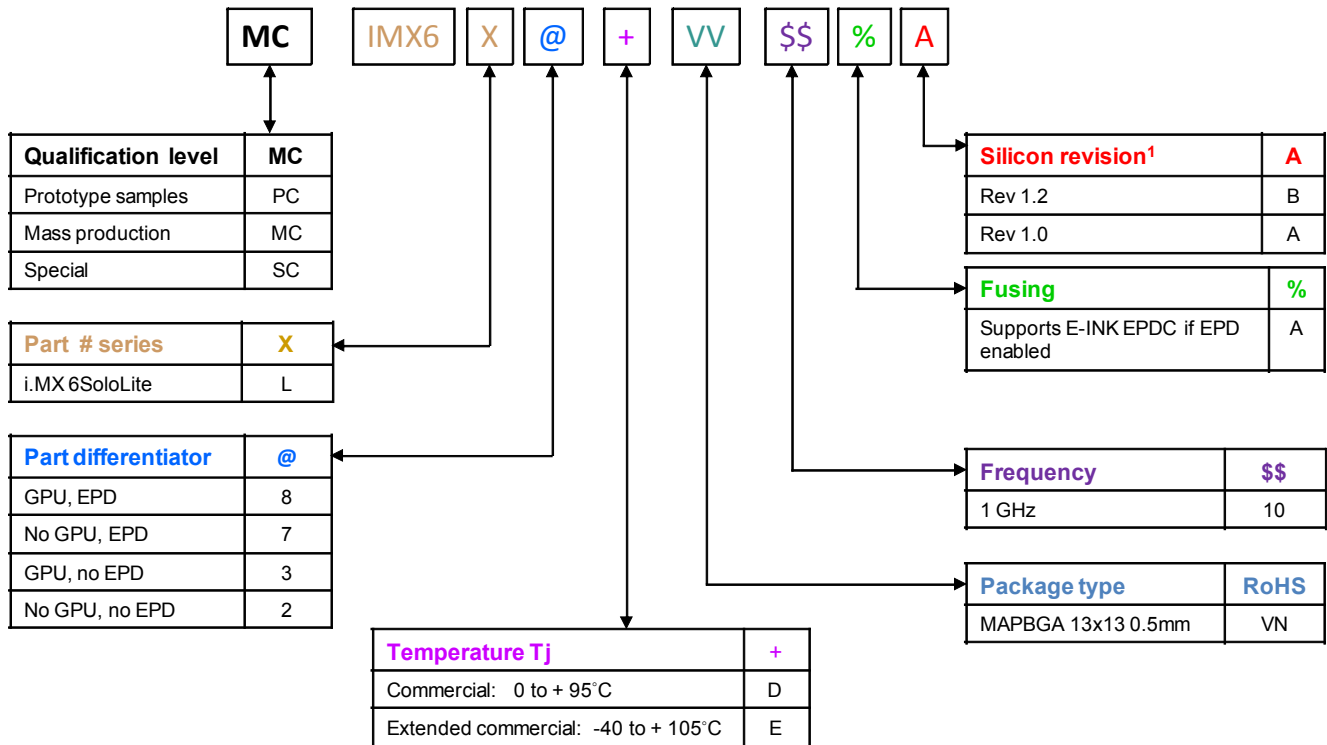 MC IMX6 X @ + VV $$ % A
Qualification level MC
Prototype samples PC
Mass production MC
Special SC
Part # series X
i.MX 6SoloLite L
Part differentiator @
GPU, EPD 8
No GPU, EPD 7
GPU, no EPD 3
No GPU, no EPD 2
Temperature Tj +
Commercial: 0 to + 95°C D
Extended commercial: -40 to + 105°C E
Silicon revision¹ A
Rev 1.2 B
Rev 1.0 A
Fusing %
Supports E-INK EPDC if EPD A
enabled
Frequency $$
1 GHz 10
Package type RoHS
MAPBGA 13x13 0.5mm VN